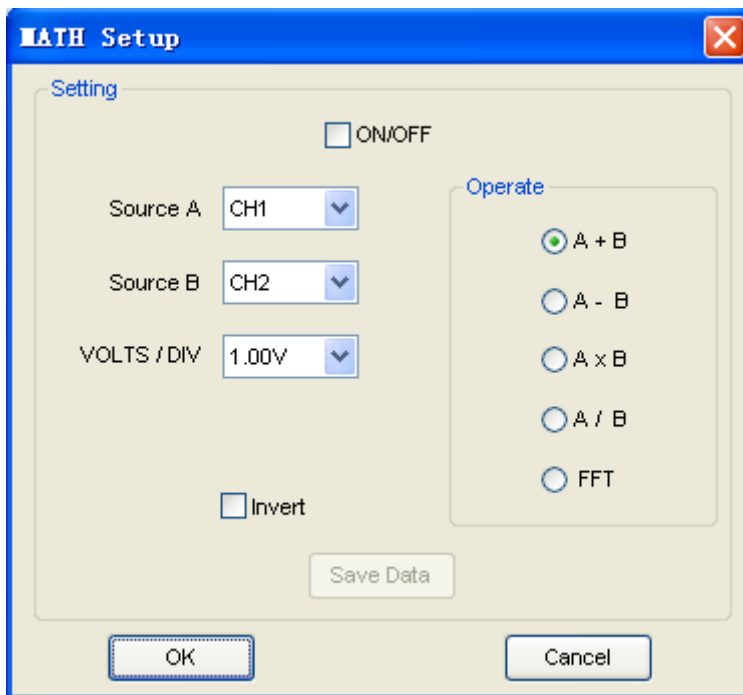 MATH Setup
Setting
ON/OFF
Source A CH1
Source B CH2
VOLTS / DIV 1.00V
Invert
Operate
A + B
A - B
A x B
A / B
FFT
Save Data
OK
Cancel